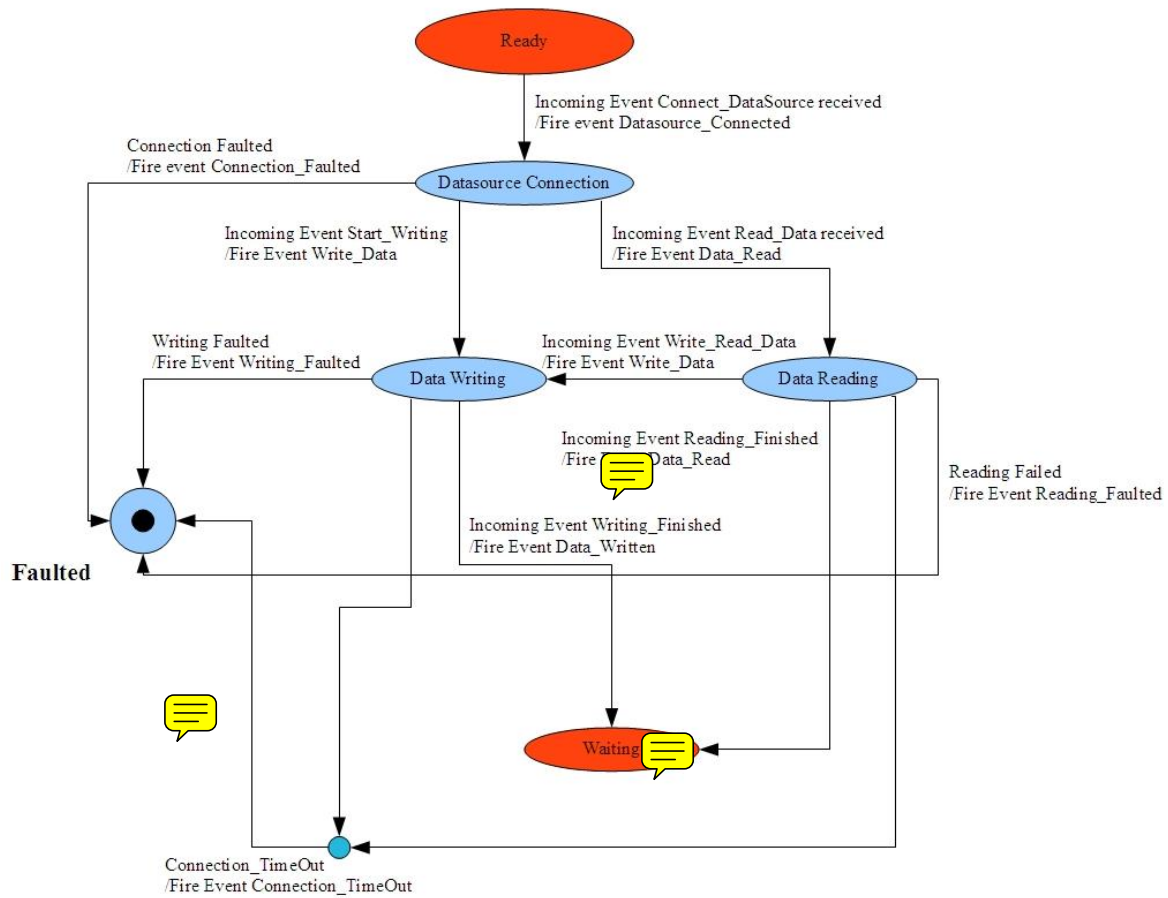 Ready
Incoming Event Connect_DataSource received
/Fire event Datasource_Connected
Connection Faulted
/Fire event Connection_Faulted
Datasource Connection
Incoming Event Start_Writing
/Fire Event Write_Data
Incoming Event Read_Data received
/Fire Event Data_Read
Writing Faulted
/Fire Event Writing_Faulted
Incoming Event Write_Read_Data
/Fire Event Write_Data
Data Writing
Data Reading
Incoming Event Reading_Finished
/Fire Data_Read
Reading Failed
/Fire Event Reading_Faulted
Incoming Event Writing_Finished
/Fire Event Data_Written
Faulted
Waiting
Connection_TimeOut
/Fire Event Connection_TimeOut